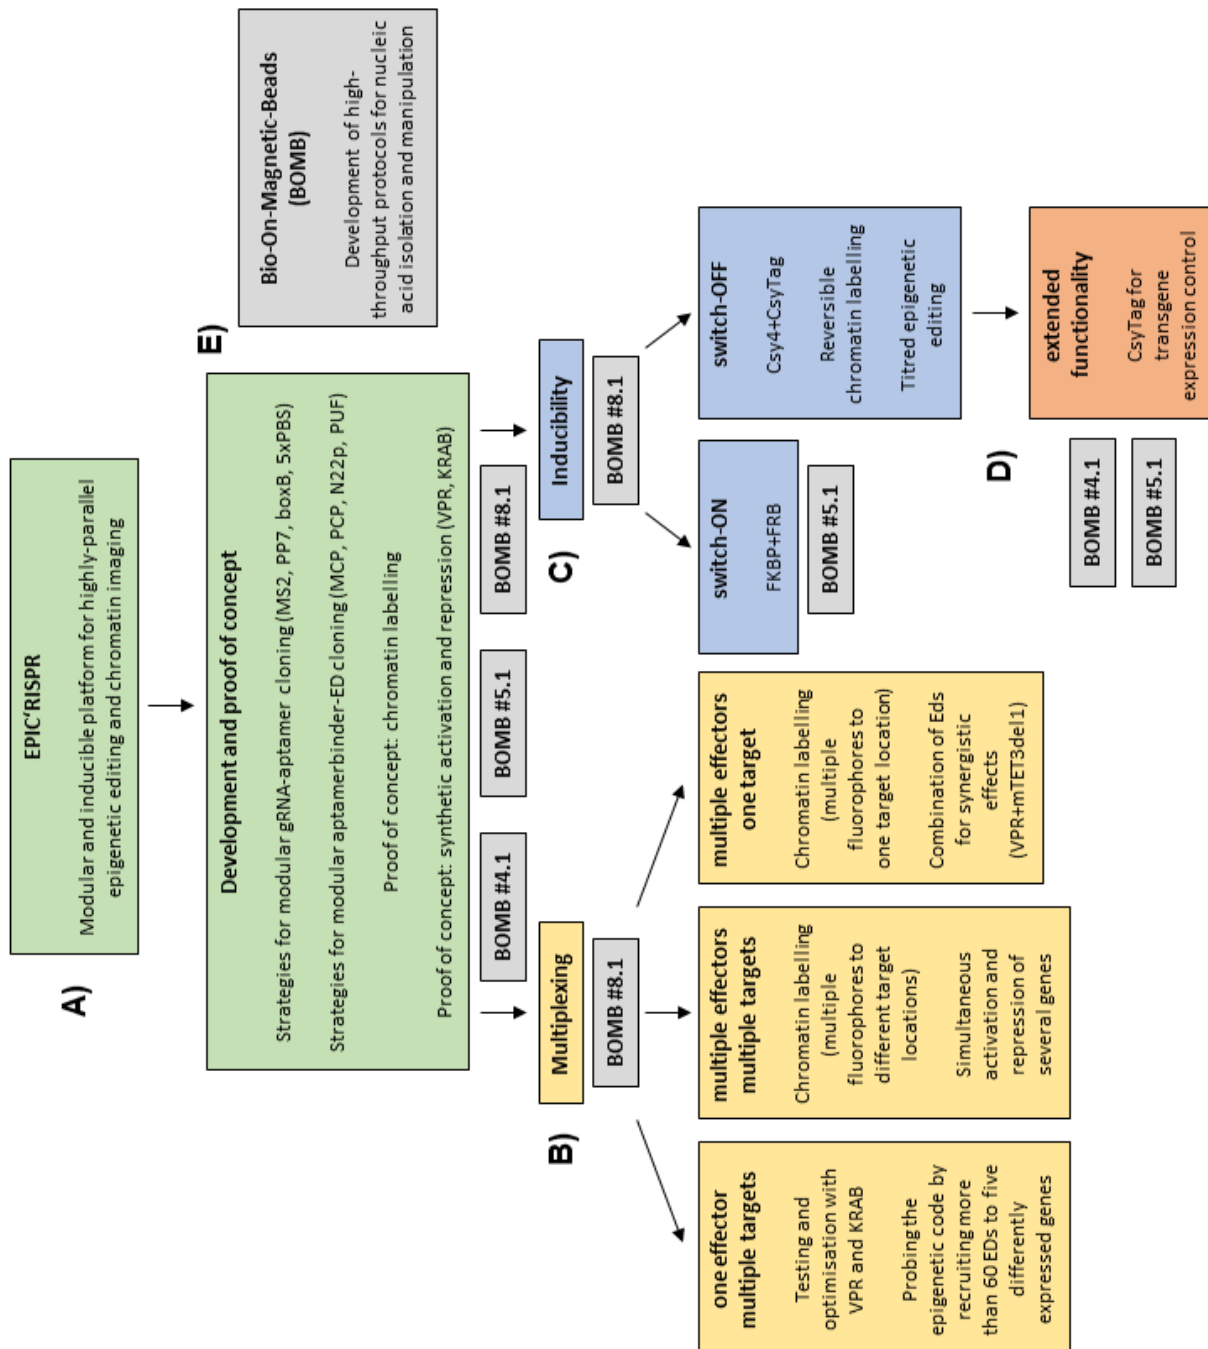 A)
EPIC'RISPR
Modular and inducible platform for highly-parallel
epigenetic editing and chromatin imaging
E)
Bio-On-Magnetic-Beads
(BOMB)
Development of high-
throughput protocols for nucleic
acid isolation and manipulation
Development and proof of concept
Strategies for modular gRNA-aptamer cloning (MS2, PP7, boxB, 5xPBS)
Strategies for modular aptamerbinder-ED cloning (MCP, PCP, N22p, PUF)
Proof of concept: chromatin labelling
Proof of concept: synthetic activation and repression (VPR, KRAB)
BOMB #4.1
BOMB #5.1
BOMB #8.1
B)
Multiplexing
BOMB #8.1
one effector
multiple targets
Testing and
optimisation with
VPR and KRAB
Probing the
epigenetic code by
recruiting more
than 60 EDs to five
differently
expressed genes
multiple effectors
multiple targets
Chromatin labelling
(multiple
fluorophores to
different target
locations)
Simultaneous
activation and
repression of
several genes
multiple effectors
one target
Chromatin labelling
(multiple
fluorophores to
one target location)
Combination of Eds
for synergistic
effects
(VPR+mTET3del1)
C)
Inducibility
BOMB #8.1
switch-ON
FKBP+FRB
BOMB #5.1
switch-OFF
Csy4+CsyTag
Reversible
chromatin labelling
Titred epigenetic
editing
D)
BOMB #4.1
BOMB #5.1
extended
functionality
CsyTag for
transgene
expression control